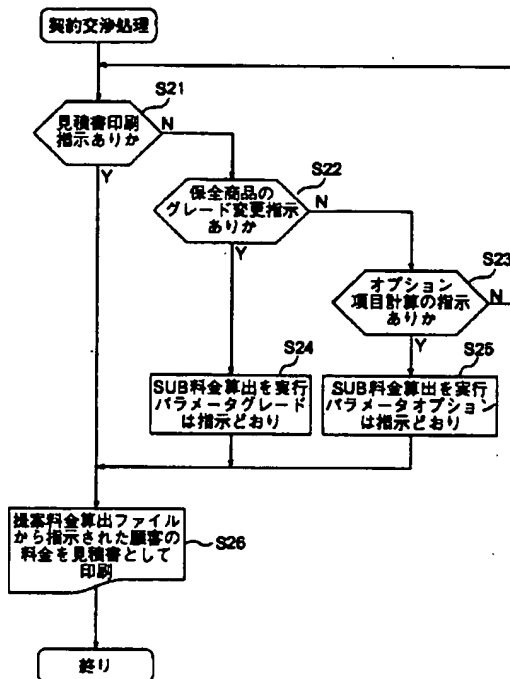 契約交渉処理
S21
見積書印刷
指示ありか
N
Y
S22
保全商品の
グレード変更指示
ありか
N
Y
S23
オプション
項目計算の指示
ありか
N
Y
S24
SUB料金算出を実行
パラメータグレード
は指示どおり
S25
SUB料金算出を実行
パラメータオプション
は指示どおり
提案料金算出ファイル
から指示された顧客の
料金を見積書として
印刷
S26
終り